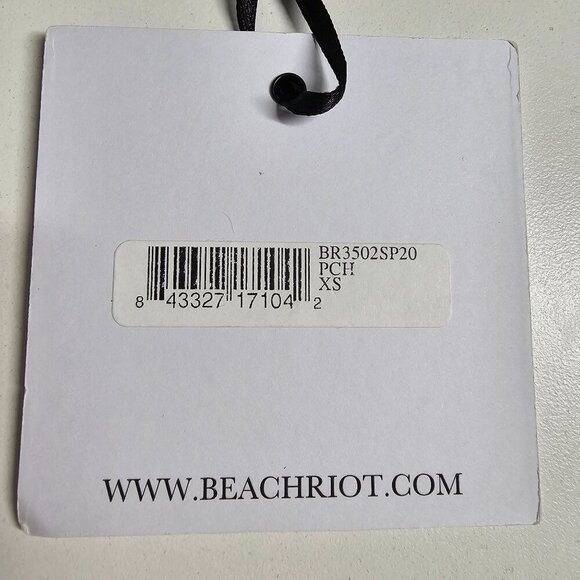 BR3502SP20
PCH
XS
8 43327 17104 2
WWW.BEACHRIOT.COM